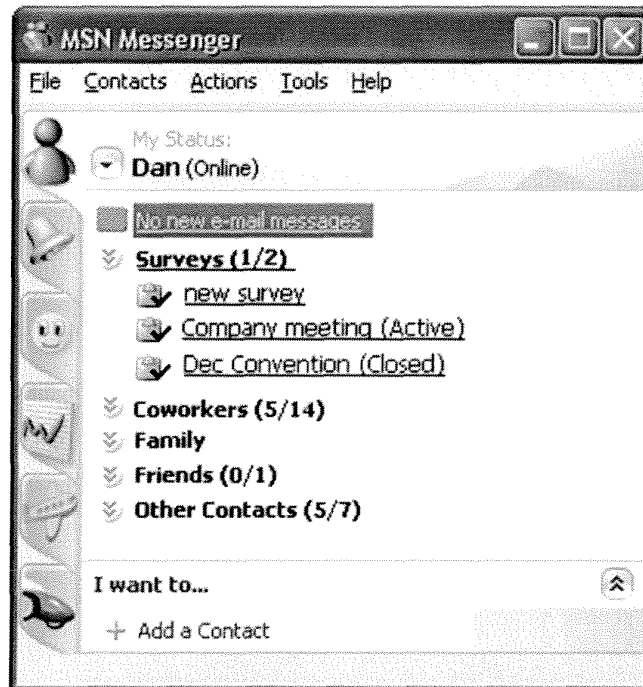 MSN Messenger
File Contacts Actions Tools Help
My Status:
Dan (Online)
No new e-mail messages
Surveys (1/2)
new survey
Company meeting (Active)
Dec Convention (Closed)
Coworkers (5/14)
Family
Friends (0/1)
Other Contacts (5/7)
I want to...
+ Add a Contact